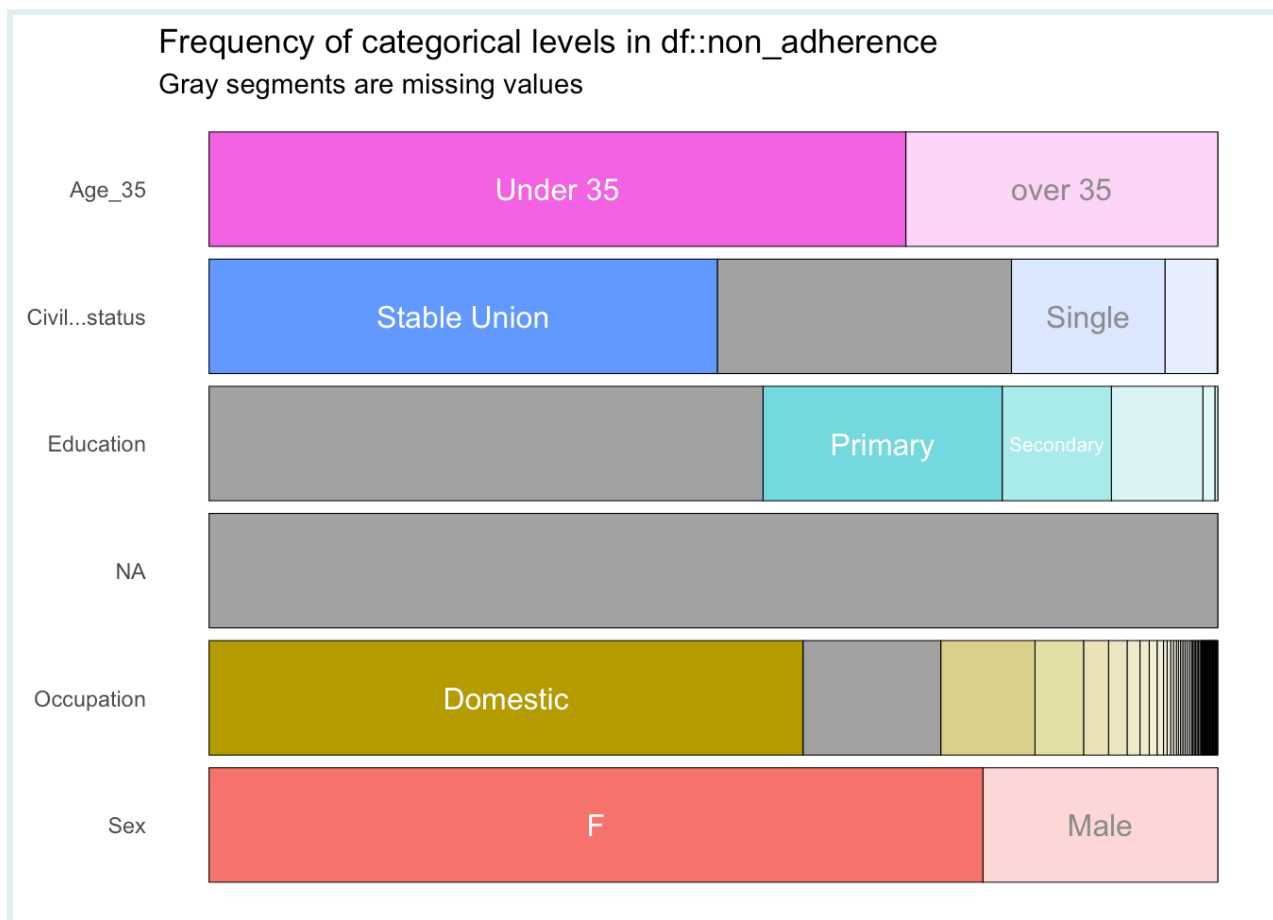 Frequency of categorical levels in df::non_adherence
Gray segments are missing values
Age_35
Under 35
over 35
Civil...status
Stable Union
Single
Education
Primary
Secondary
NA
Occupation
Domestic
Sex
F
Male